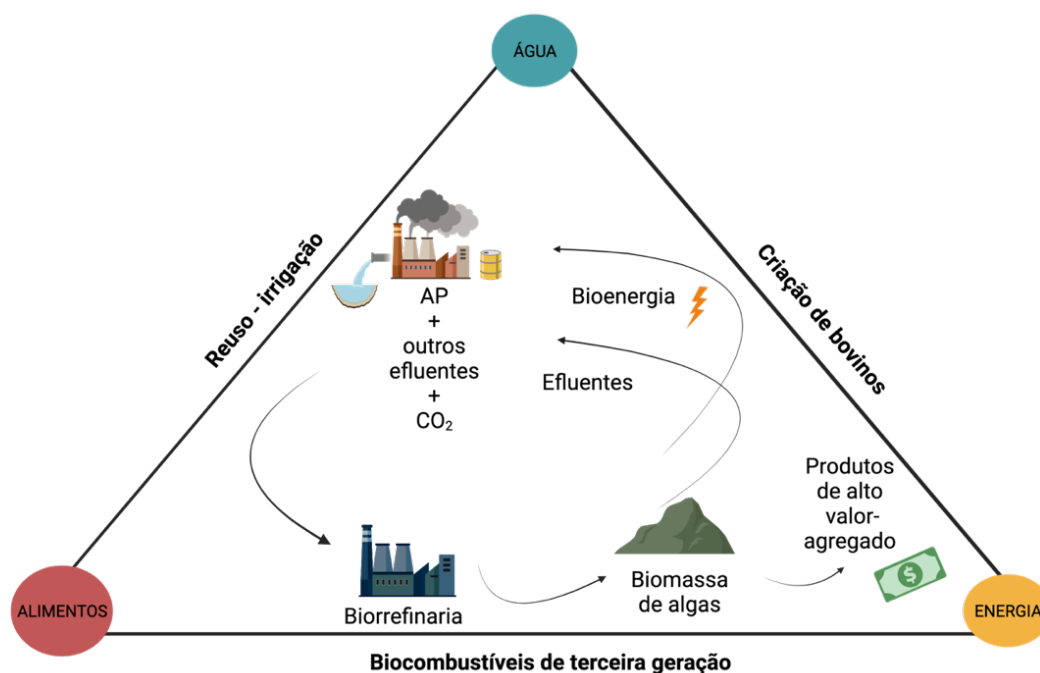 ÁGUA
Reuso - irrigação
Criação de bovinos
AP
+
outros
efluentes
+
CO₂
Bioenergia
Efluentes
Produtos
de alto
valor-
agregado
$
Biorrefinaria
Biomassa
de algas
ALIMENTOS
ENERGIA
Biocombustíveis de terceira geração